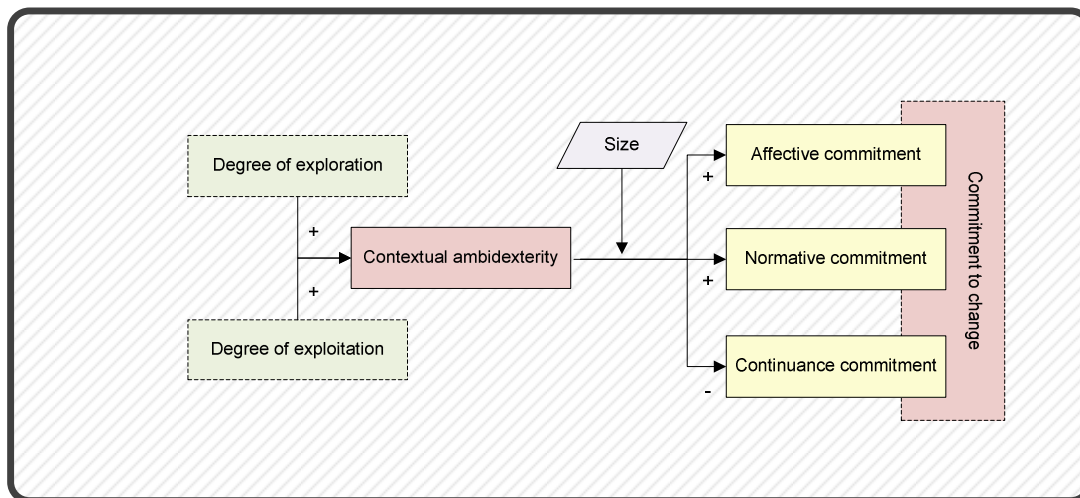 Size
Affective commitment
+
Degree of exploration
+
Contextual ambidexterity
Normative commitment
+
+
Degree of exploitation
Continuance commitment
-
Commitment to change